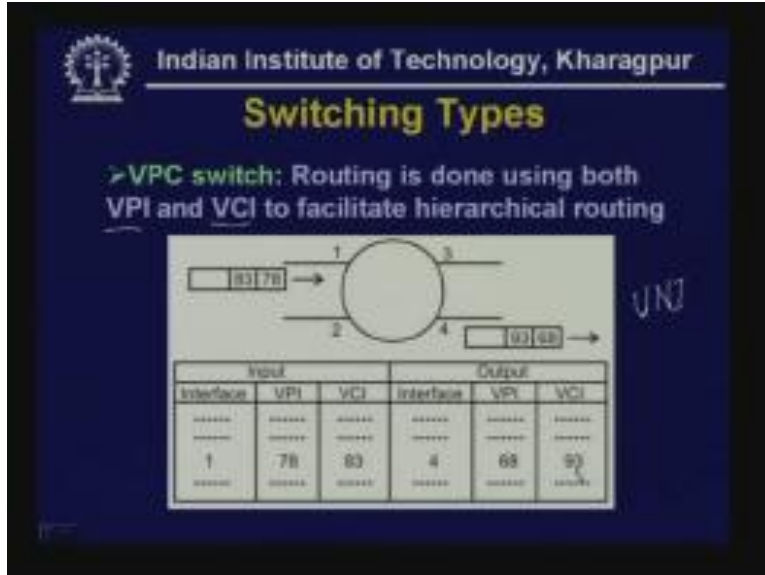 Indian Institute of Technology, Kharagpur
Switching Types
➢VPC switch: Routing is done using both
VPI and VCI to facilitate hierarchical routing
1 3
83 78
UNI
2 4
93 68
Input Output
Interface VPI VCI Interface VPI VCI
------ ------ ------ ------ ------ ------
------ ------ ------ ------ ------ ------
1 78 83 4 68 93
------ ------ ------ ------ ------ ------